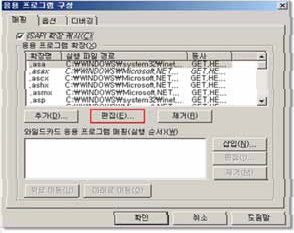 응용 프로그램 구성
매핑 옵션 디버깅
ISAPI 확장 캐시(C)
응용 프로그램 확장(X)
확장명 실행 파일 경로 동사
.asa C:\WINDOWS\system32\inet... GET,HE...
.asax C:\WINDOWS\Microsoft.NET... GET,HE...
.ascx C:\WINDOWS\Microsoft.NET... GET,HE...
.ashx C:\WINDOWS\Microsoft.NET... GET,HE...
.asmx C:\WINDOWS\Microsoft.NET... GET,HE...
.asp C:\WINDOWS\system32\inet... GET,HE...
추가(D)... 편집(E)... 제거(R)
와일드카드 응용 프로그램 매핑(실행 순서)(W)
삽입(N)...
편집(I)...
제거(M)
위로 이동(U) 아래로 이동(O)
확인 취소 도움말